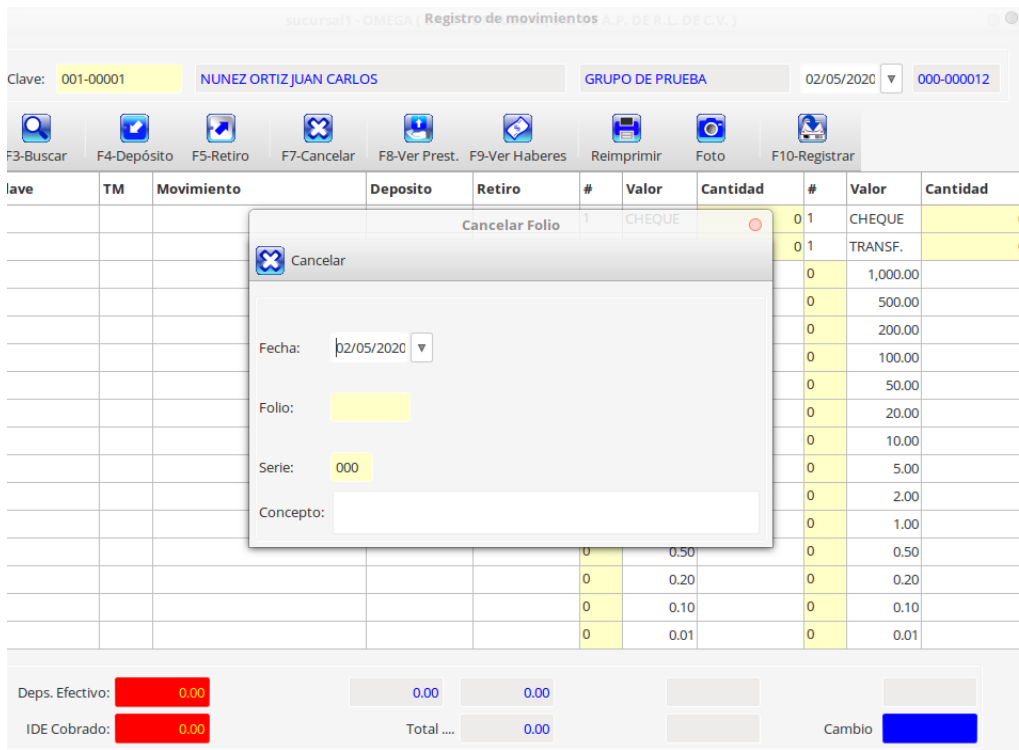 sucursal1 - OMEGA ( Registro de movimientos A.P. DE R.L. DE C.V. )
Clave: 001-00001 NUNEZ ORTIZ JUAN CARLOS GRUPO DE PRUEBA 02/05/2020 000-000012
F3-Buscar F4-Depósito F5-Retiro F7-Cancelar F8-Ver Prest. F9-Ver Haberes Reimprimir Foto F10-Registrar
lave TM Movimiento Deposito Retiro # Valor Cantidad # Valor Cantidad
1 CHEQUE 0 1 CHEQUE
Cancelar Folio
0 1 TRANSF.
Cancelar
0 1,000.00
0 500.00
0 200.00
Fecha: 02/05/2020
0 100.00
0 50.00
Folio:
0 20.00
0 10.00
Serie: 000
0 5.00
0 2.00
Concepto:
0 1.00
0 0.50 0 0.50
0 0.20 0 0.20
0 0.10 0 0.10
0 0.01 0 0.01
Deps. Efectivo: 0.00 0.00 0.00
IDE Cobrado: 0.00 Total .... 0.00 Cambio